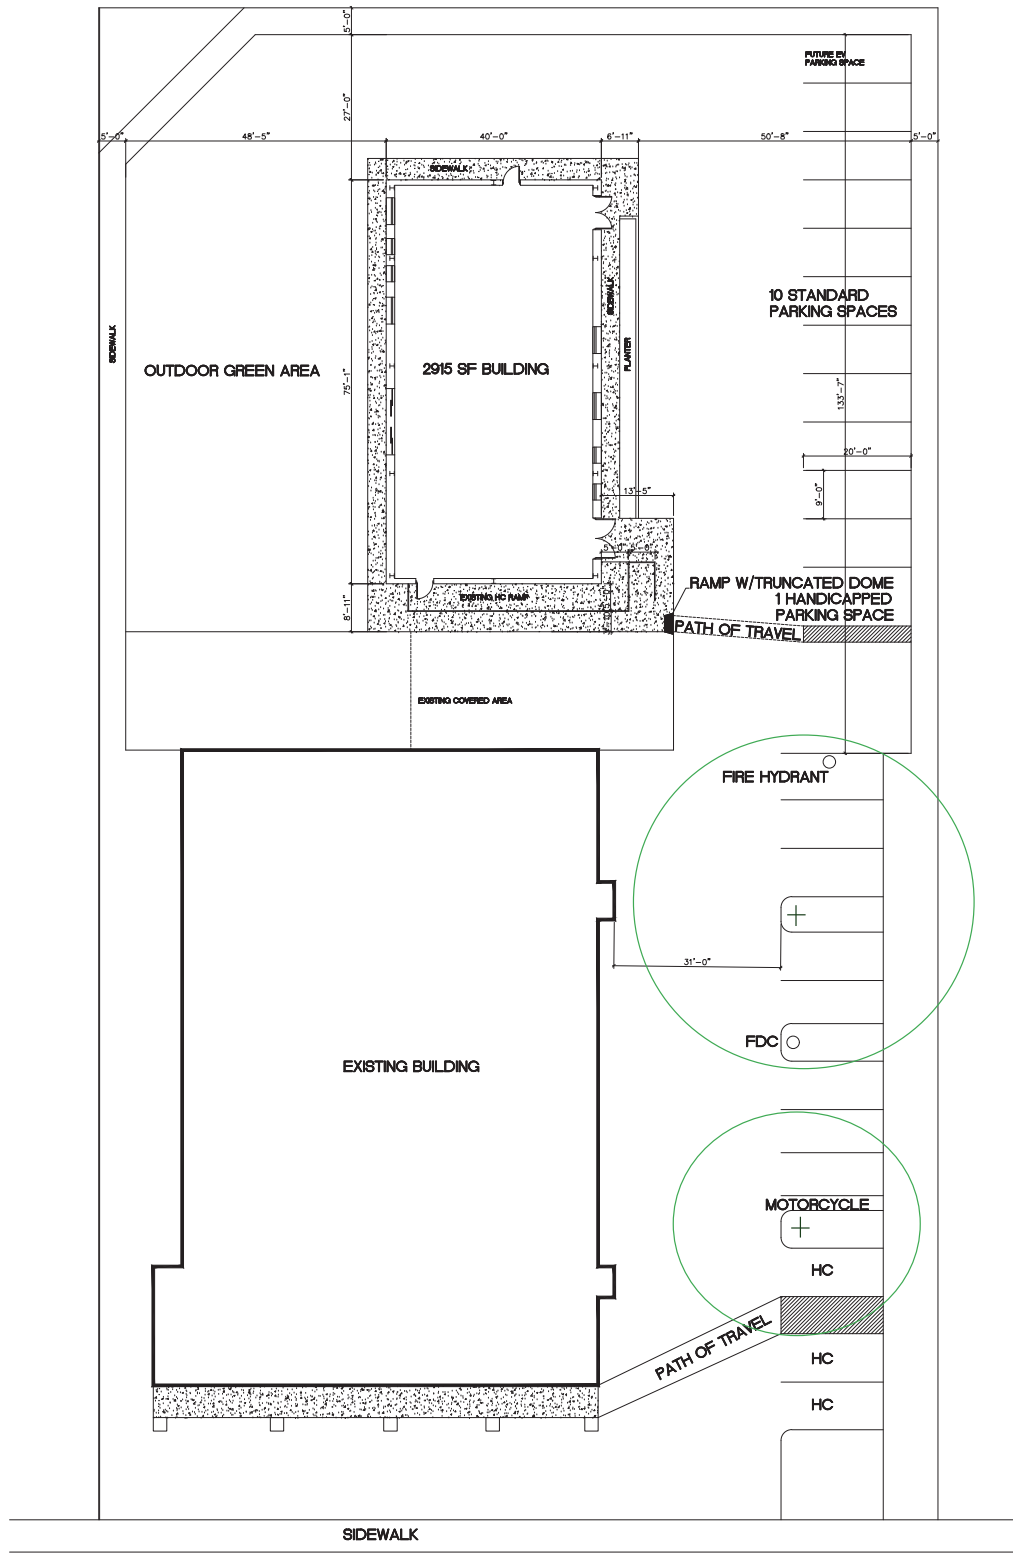 5'-0"
FUTURE EV
PARKING SPACE
27'-0"
5'-0"
48'-5"
40'-0"
6'-11"
50'-8"
5'-0"
SIDEWALK
SIDEWALK
10 STANDARD
PARKING SPACES
SIDEWALK
PLANTER
OUTDOOR GREEN AREA
2915 SF BUILDING
75'-1"
133'-7"
20'-0"
9'-0"
13'-5"
EXISTING HC RAMP
8'-11"
RAMP W/TRUNCATED DOME
1 HANDICAPPED
PARKING SPACE
PATH OF TRAVEL
EXISTING COVERED AREA
FIRE HYDRANT
31'-0"
FDC
EXISTING BUILDING
MOTORCYCLE
HC
PATH OF TRAVEL
HC
HC
SIDEWALK